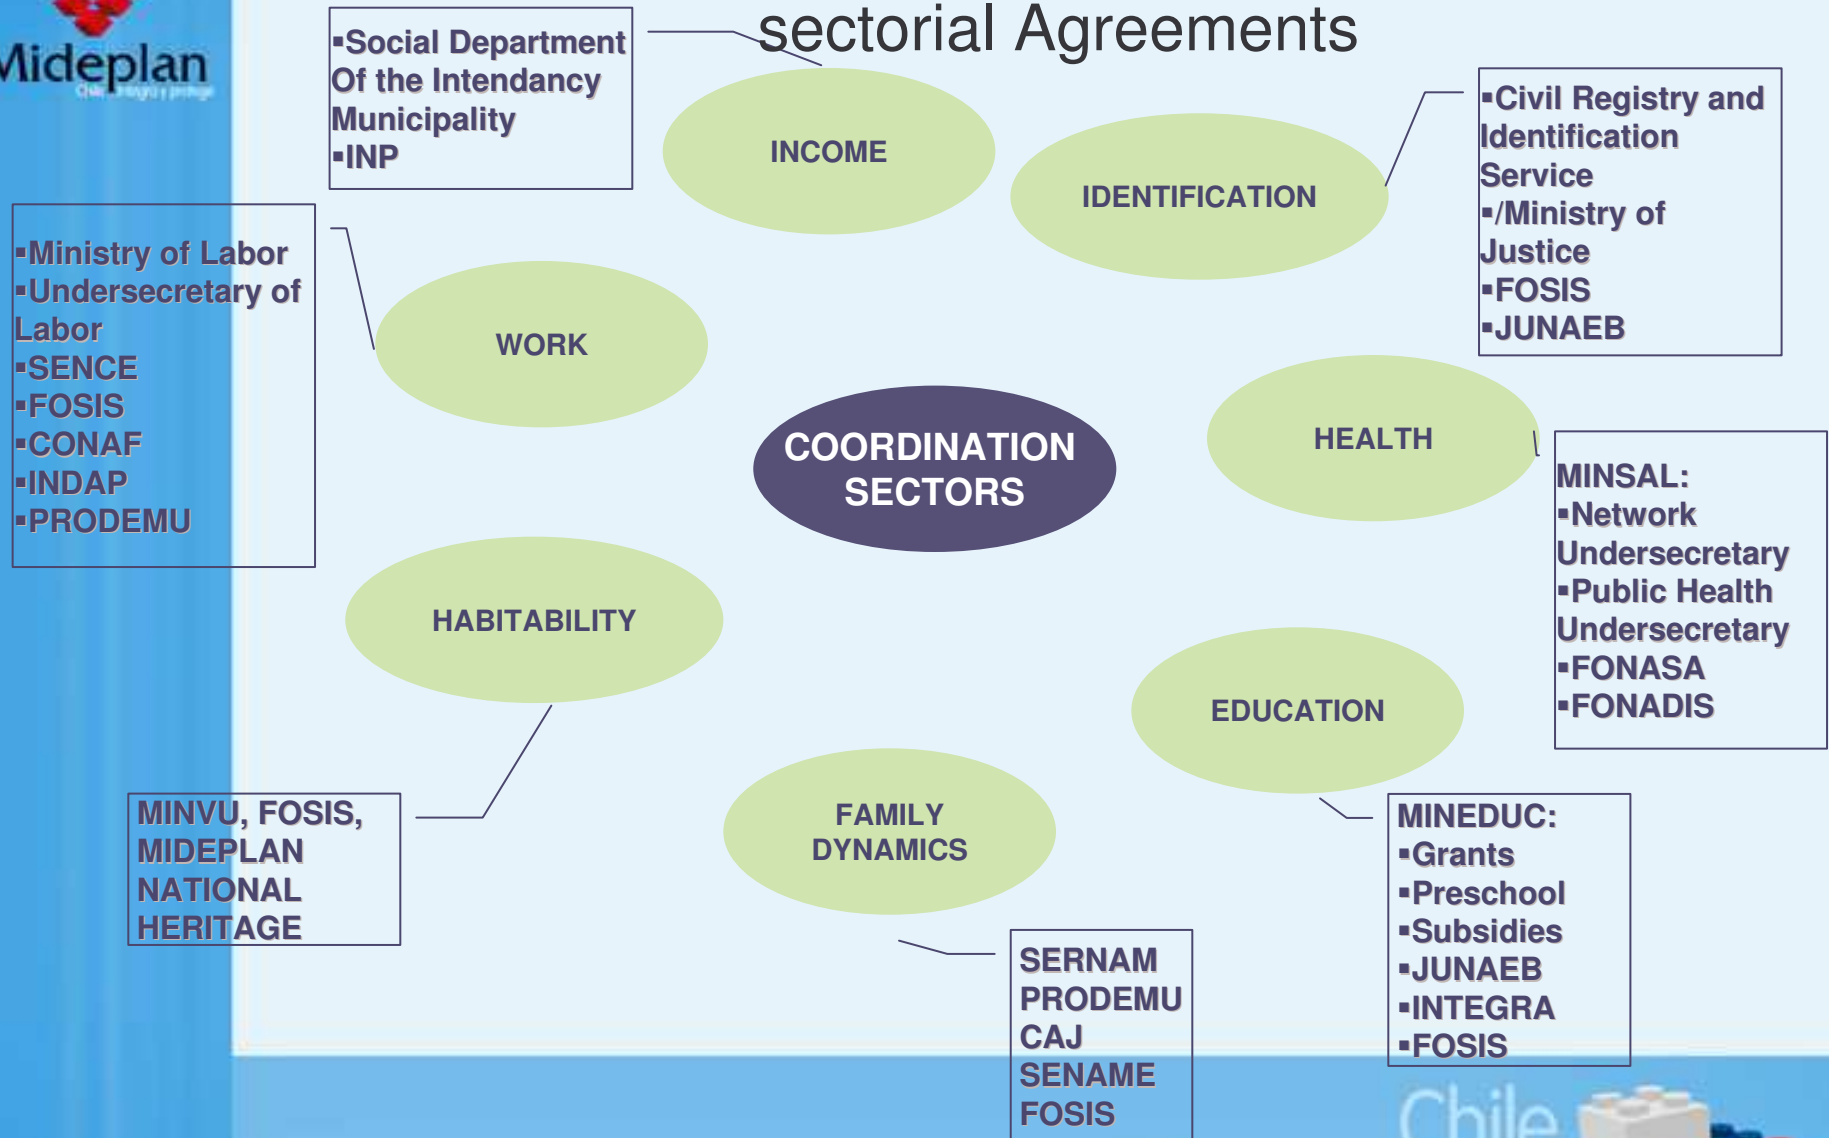 sectorial Agreements
Mideplan
▪Social Department
Of the Intendancy
Municipality
▪INP
INCOME
IDENTIFICATION
▪Civil Registry and
Identification
Service
▪/Ministry of
Justice
▪FOSIS
▪JUNAEB
▪Ministry of Labor
▪Undersecretary of
Labor
▪SENCE
▪FOSIS
▪CONAF
▪INDAP
▪PRODEMU
WORK
COORDINATION
SECTORS
HEALTH
MINSAL:
▪Network
Undersecretary
▪Public Health
Undersecretary
▪FONASA
▪FONADIS
HABITABILITY
EDUCATION
MINVU, FOSIS,
MIDEPLAN
NATIONAL
HERITAGE
FAMILY
DYNAMICS
MINEDUC:
▪Grants
▪Preschool
▪Subsidies
▪JUNAEB
▪INTEGRA
▪FOSIS
SERNAM
PRODEMU
CAJ
SENAME
FOSIS
Chile